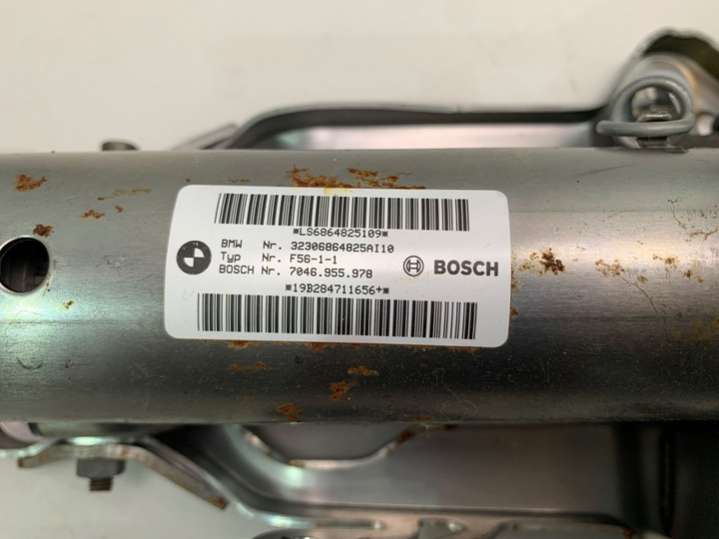 *LS6864825109*
BMW Nr. 32306864825AI10
Typ Nr. F56-1-1
BOSCH Nr. 7046.955.978
BOSCH
*19B284711656+*